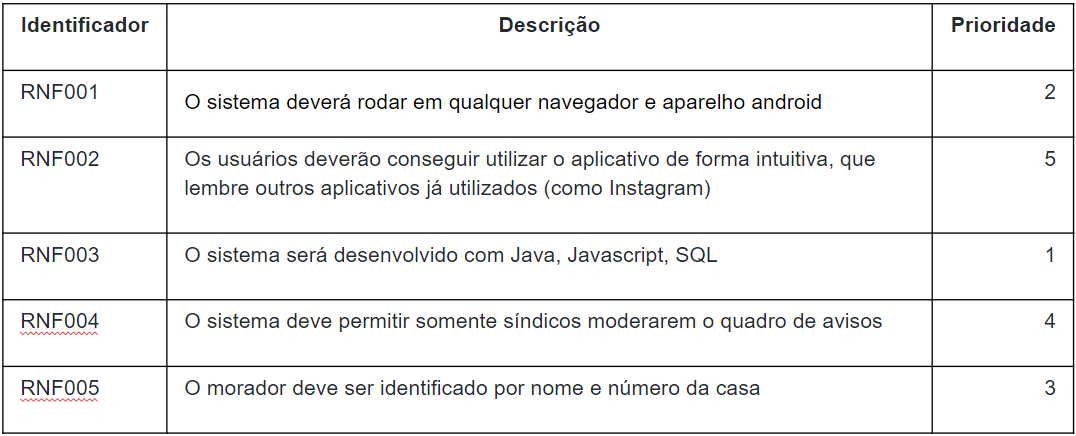 Identificador Descrição Prioridade
RNF001 O sistema deverá rodar em qualquer navegador e aparelho android 2
RNF002 Os usuários deverão conseguir utilizar o aplicativo de forma intuitiva, que 5
lembre outros aplicativos já utilizados (como Instagram)
RNF003 O sistema será desenvolvido com Java, Javascript, SQL 1
RNF004 O sistema deve permitir somente síndicos moderarem o quadro de avisos 4
RNF005 O morador deve ser identificado por nome e número da casa 3